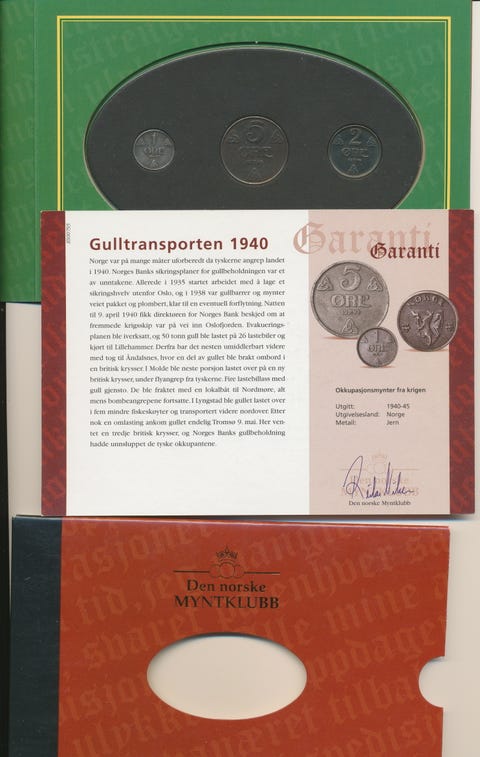 1
ØRE
5
ØRE
2
ØRE
Gulltransporten 1940
Norge var på mange måter uforberedt da tyskerne angrep landet
i 1940. Norges Banks sikringsplaner for gullbeholdningen var et
av unntakene. Allerede i 1935 startet arbeidet med å lage et
sikringshvelv utenfor Oslo, og i 1938 var gullbarrer og mynter
veiet pakket og plombert, klar til en eventuell forflytning. Natten
til 9. april 1940 fikk direktoren for Norges Bank beskjed om at
fremmede krigsskip var på vei inn Oslofjorden. Evakuerings-
planen ble iverksatt, og 50 tonn gull ble lastet på 26 lastebiler og
kjørt til Lillehammer. Derfra bar det nesten umiddelbart videre
med tog til Åndalsnes, hvor en del av gullet ble brakt ombord i
en britisk krysser. I Molde ble neste porsjon lastet over på en ny
britisk krysser, under flyangrep fra tyskerne. Fire lastebillass med
gull gjensto. De ble fraktet med en lokalbåt til Nordmøre, alt
mens bombeangrepene fortsatte. I Lyngstad ble gullet lastet over
i fem mindre fiskeskøyter og transportert videre nordover. Etter
nok en omlasting ankom gullet endelig Tromsø 9. mai. Her ven-
tet en tredje britisk krysser, og Norges Banks gullbeholdning
hadde unnsluppet de tyske okkupantene.
Garanti
Garanti
5
ØRE
NORGE
1
ØRE
Okkupasjonsmynter fra krigen
Utgitt: 1940-45
Utgivelsesland: Norge
Metall: Jern
Den norske
MYNTKLUBB
Den norske Myntklubb
Den norske
MYNTKLUBB